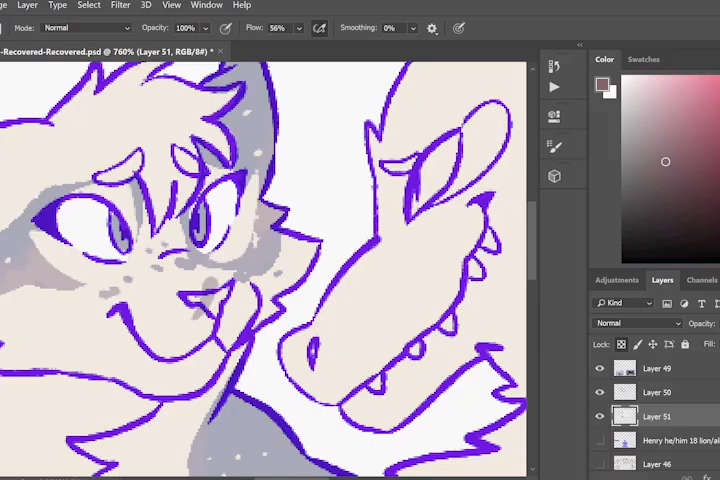 ge Layer Type Select Filter 3D View Window Help
Mode: Normal Opacity: 100% Flow: 56% Smoothing: 0%
-Recovered-Recovered.psd @ 760% (Layer 51, RGB/8#) *
Color Swatches
Adjustments Layers Channels
Kind
Normal Opacity:
Lock: Fill:
Layer 49
Layer 50
Layer 51
Henry he/him 18 lion/al
Layer 46
fx